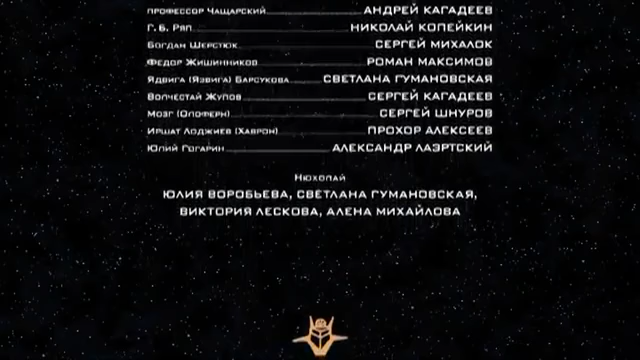 профессор Чащарский АНДРЕЙ КАГАДЕЕВ
Г. Б. Ряп НИКОЛАЙ КОПЕЙКИН
Богдан Шерстюк СЕРГЕЙ МИХАЛОК
Федор Жишинников РОМАН МАКСИМОВ
Ядвига (Язвига) Барсукова СВЕТЛАНА ГУМАНОВСКАЯ
Волчестай Жупов СЕРГЕЙ КАГАДЕЕВ
Мозг (Олоферн) СЕРГЕЙ ШНУРОВ
Иршат Лоджиев (Хаврон) ПРОХОР АЛЕКСЕЕВ
Юлий Гогарин АЛЕКСАНДР ЛАЭРТСКИЙ
Нюхопай
ЮЛИЯ ВОРОБЬЕВА, СВЕТЛАНА ГУМАНОВСКАЯ,
ВИКТОРИЯ ЛЕСКОВА, АЛЕНА МИХАЙЛОВА